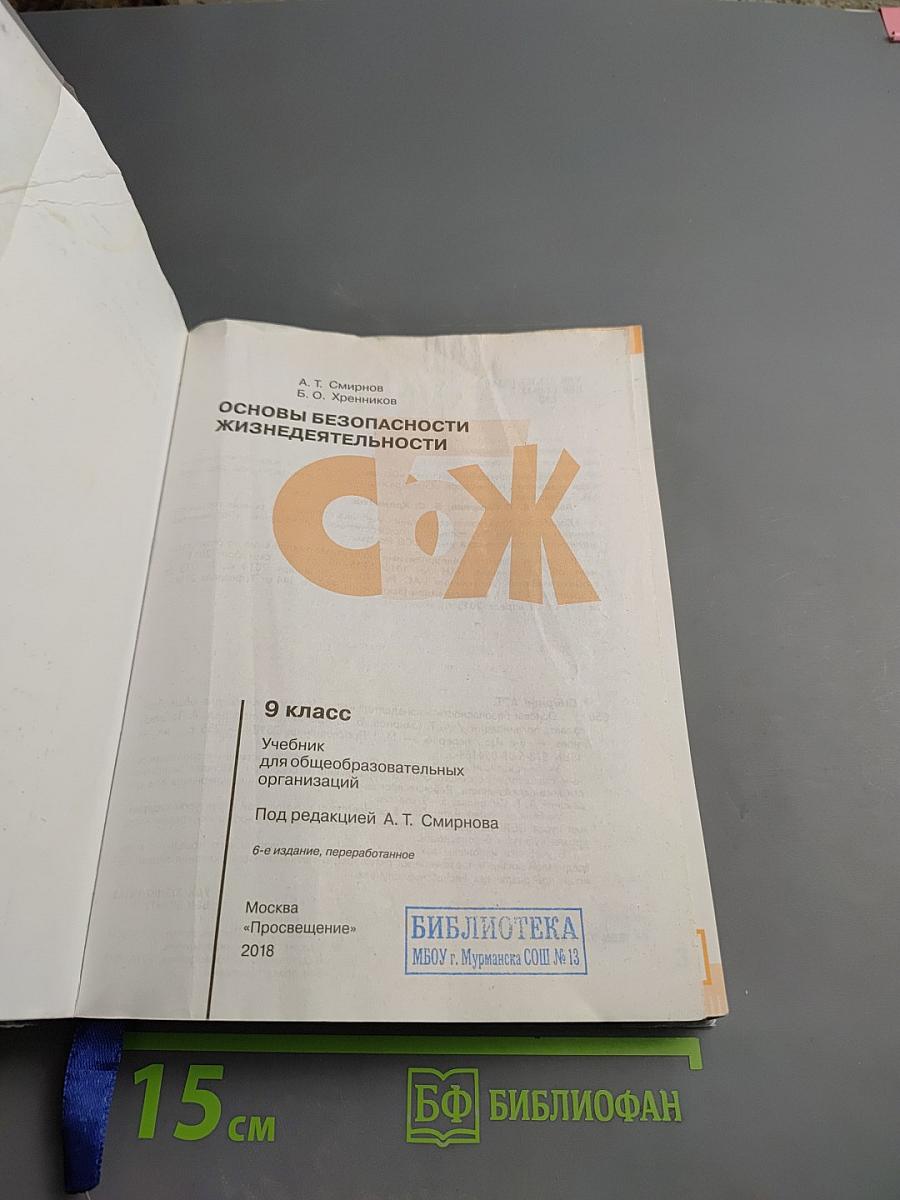 А. Т. Смирнов
Б. О. Хренников
ОСНОВЫ БЕЗОПАСНОСТИ
ЖИЗНЕДЕЯТЕЛЬНОСТИ
ОБЖ
9 класс
Учебник
для общеобразовательных
организаций
Под редакцией А. Т. Смирнова
6-е издание, переработанное
Москва
«Просвещение»
2018
БИБЛИОТЕКА
МБОУ г. Мурманска СОШ № 13
15 см
БФ БИБЛИОФАН